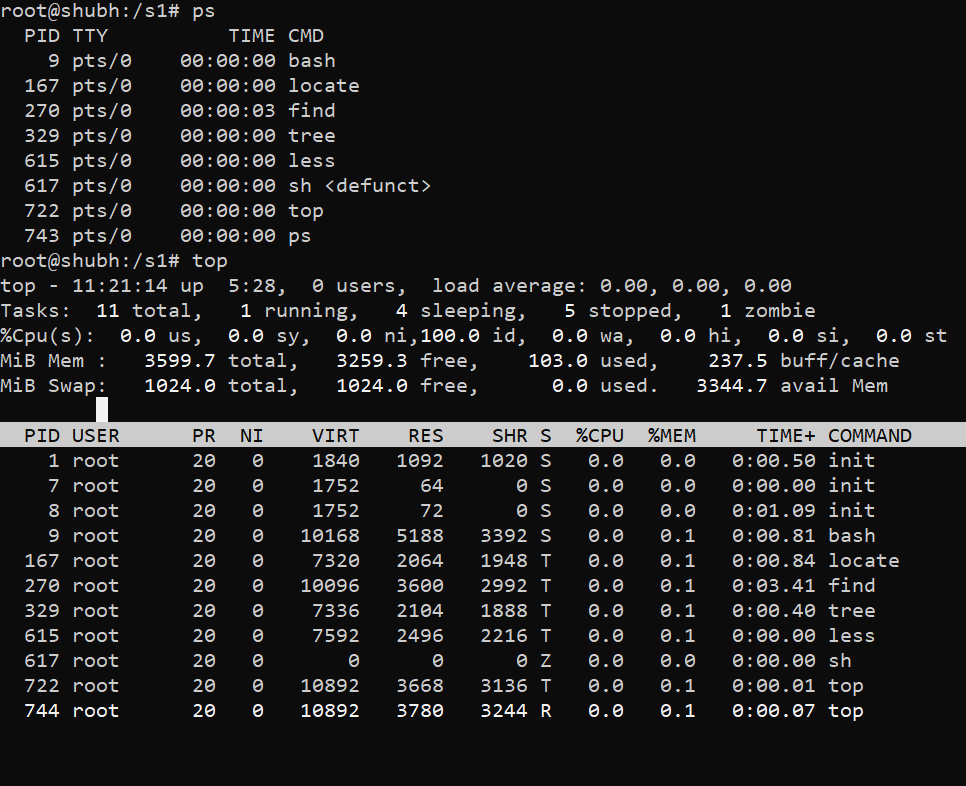 root@shubh:/s1# ps
  PID TTY          TIME CMD
    9 pts/0    00:00:00 bash
  167 pts/0    00:00:00 locate
  270 pts/0    00:00:03 find
  329 pts/0    00:00:00 tree
  615 pts/0    00:00:00 less
  617 pts/0    00:00:00 sh <defunct>
  722 pts/0    00:00:00 top
  743 pts/0    00:00:00 ps
root@shubh:/s1# top
top - 11:21:14 up  5:28,  0 users,  load average: 0.00, 0.00, 0.00
Tasks:  11 total,   1 running,   4 sleeping,   5 stopped,   1 zombie
%Cpu(s):  0.0 us,  0.0 sy,  0.0 ni,100.0 id,  0.0 wa,  0.0 hi,  0.0 si,  0.0 st
MiB Mem :   3599.7 total,   3259.3 free,    103.0 used,    237.5 buff/cache
MiB Swap:   1024.0 total,   1024.0 free,      0.0 used.   3344.7 avail Mem
  PID USER      PR  NI    VIRT    RES    SHR S  %CPU  %MEM     TIME+ COMMAND
    1 root      20   0    1840   1092   1020 S   0.0   0.0   0:00.50 init
    7 root      20   0    1752     64      0 S   0.0   0.0   0:00.00 init
    8 root      20   0    1752     72      0 S   0.0   0.0   0:01.09 init
    9 root      20   0   10168   5188   3392 S   0.0   0.1   0:00.81 bash
  167 root      20   0    7320   2064   1948 T   0.0   0.1   0:00.84 locate
  270 root      20   0   10096   3600   2992 T   0.0   0.1   0:03.41 find
  329 root      20   0    7336   2104   1888 T   0.0   0.1   0:00.40 tree
  615 root      20   0    7592   2496   2216 T   0.0   0.1   0:00.00 less
  617 root      20   0       0      0      0 Z   0.0   0.0   0:00.00 sh
  722 root      20   0   10892   3668   3136 T   0.0   0.1   0:00.01 top
  744 root      20   0   10892   3780   3244 R   0.0   0.1   0:00.07 top